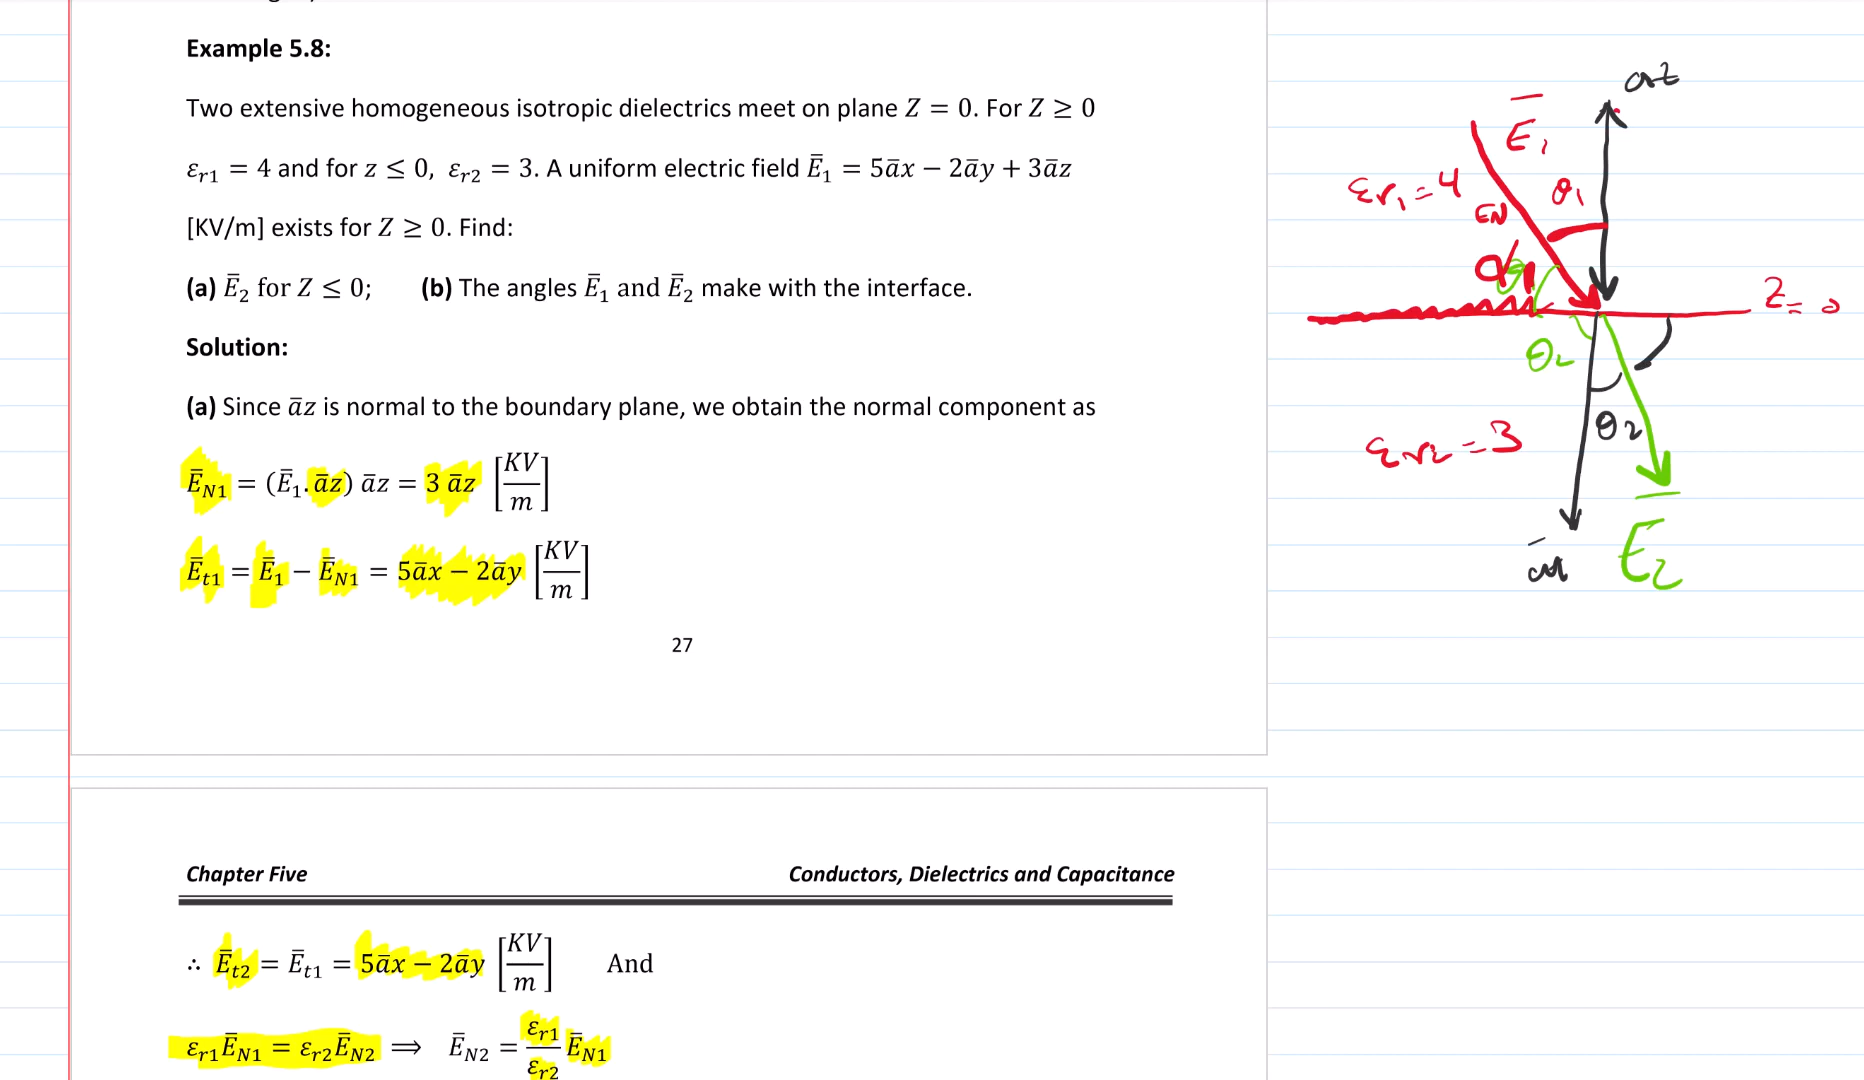 Example 5.8:
Two extensive homogeneous isotropic dielectrics meet on plane Z = 0. For Z ≥ 0
εr1 = 4 and for z ≤ 0, εr2 = 3. A uniform electric field Ē1 = 5āx − 2āy + 3āz
[KV/m] exists for Z ≥ 0. Find:
(a) Ē2 for Z ≤ 0; (b) The angles Ē1 and Ē2 make with the interface.
Solution:
(a) Since āz is normal to the boundary plane, we obtain the normal component as
ĒN1 = (Ē1. āz) āz = 3 āz [KV/m]
Ēt1 = Ē1 − ĒN1 = 5āx − 2āy [KV/m]
27
Chapter Five Conductors, Dielectrics and Capacitance
∴ Ēt2 = Ēt1 = 5āx − 2āy [KV/m] And
εr1ĒN1 = εr2ĒN2 ⟹ ĒN2 = εr1/εr2 ĒN1
az
Ē1
εr1=4
θ1
EN
Z=0
θ2
θ2
εr2=3
Ē2